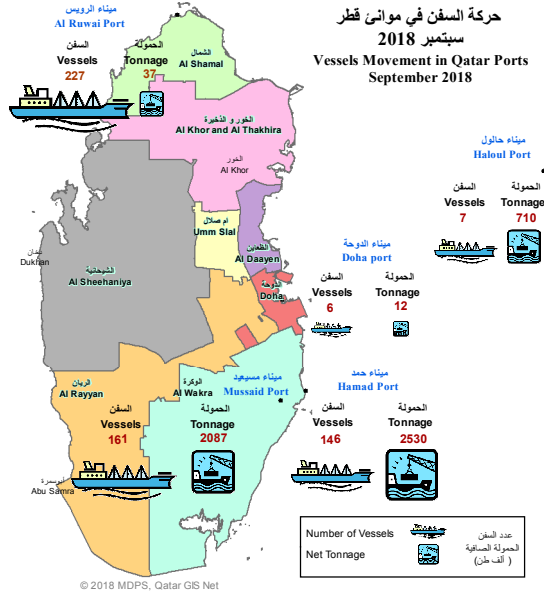 حركة السفن في موانئ قطر
سبتمبر 2018
Vessels Movement in Qatar Ports
September 2018
ميناء الرويس
Al Ruwai Port
السفن
Vessels
227
الحمولة
Tonnage
37
الشمال
Al Shamal
الخور و الذخيرة
Al Khor and Al Thakhira
الخور
Al Khor
ميناء حالول
Haloul Port
السفن
Vessels
7
الحمولة
Tonnage
710
ام صلال
Umm Slal
الظعاين
Al Daayen
دخان
Dukhan
الشيحانية
Al Sheehaniya
ميناء الدوحة
Doha port
السفن
Vessels
6
الحمولة
Tonnage
12
الدوحة
Doha
الريان
Al Rayyan
الوكرة
Al Wakra
ميناء مسيعيد
Mussaid Port
السفن
Vessels
161
الحمولة
Tonnage
2087
ميناء حمد
Hamad Port
السفن
Vessels
146
الحمولة
Tonnage
2530
أبوسمرة
Abu Samra
Number of Vessels
عدد السفن
Net Tonnage
الحمولة الصافية
( ألف طن)
© 2018 MDPS, Qatar GIS Net